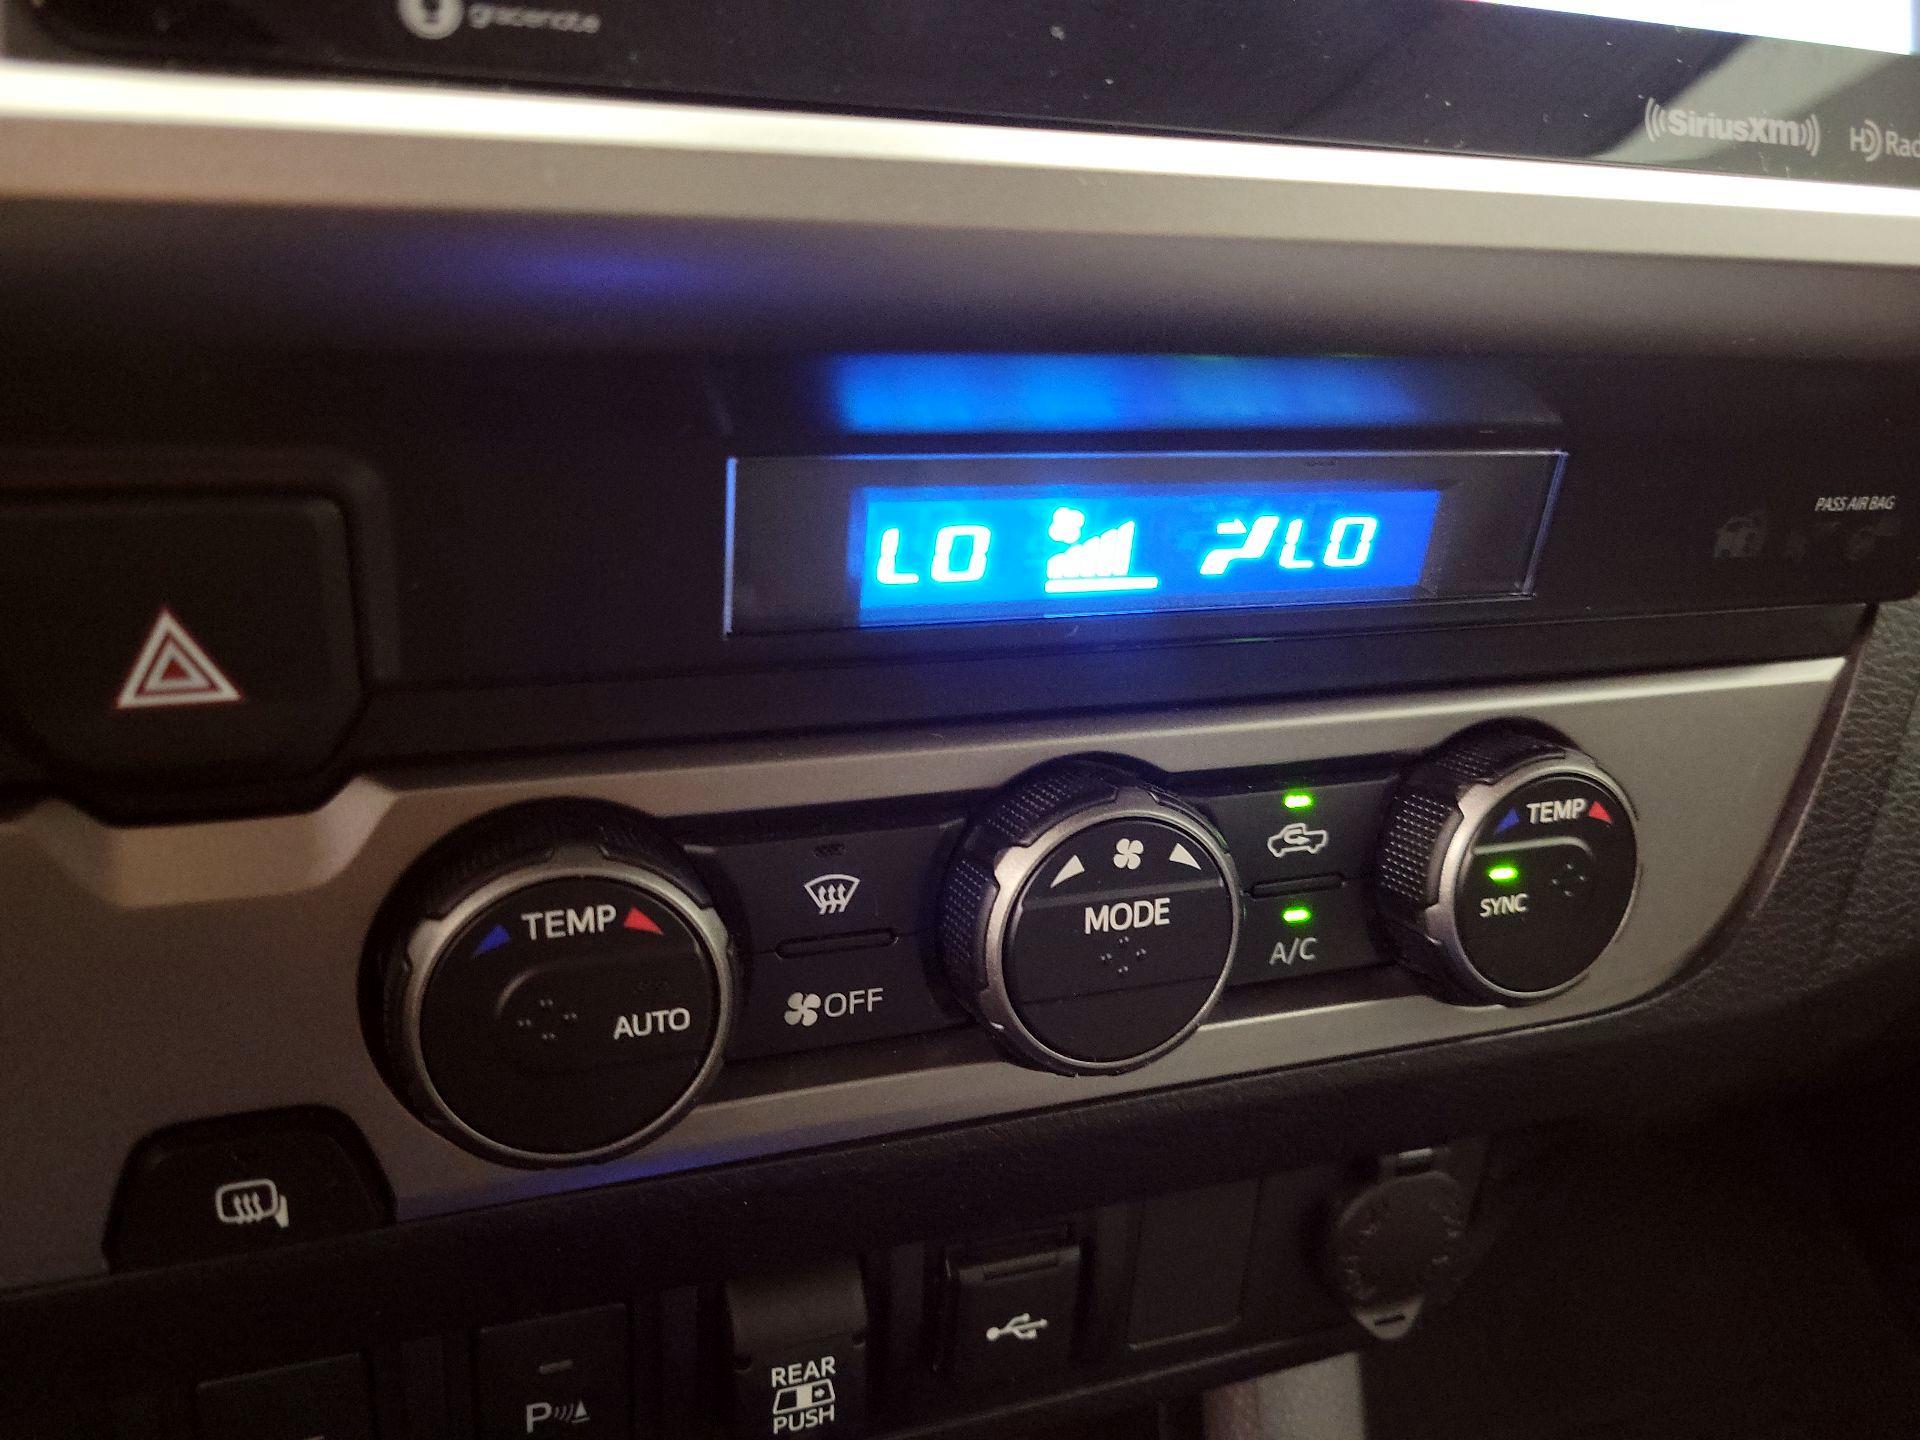 gracenote
((SiriusXM))
HD Rad
LO LO
PASS AIR BAG
TEMP
AUTO
OFF
MODE
A/C
TEMP
SYNC
P
REAR
PUSH